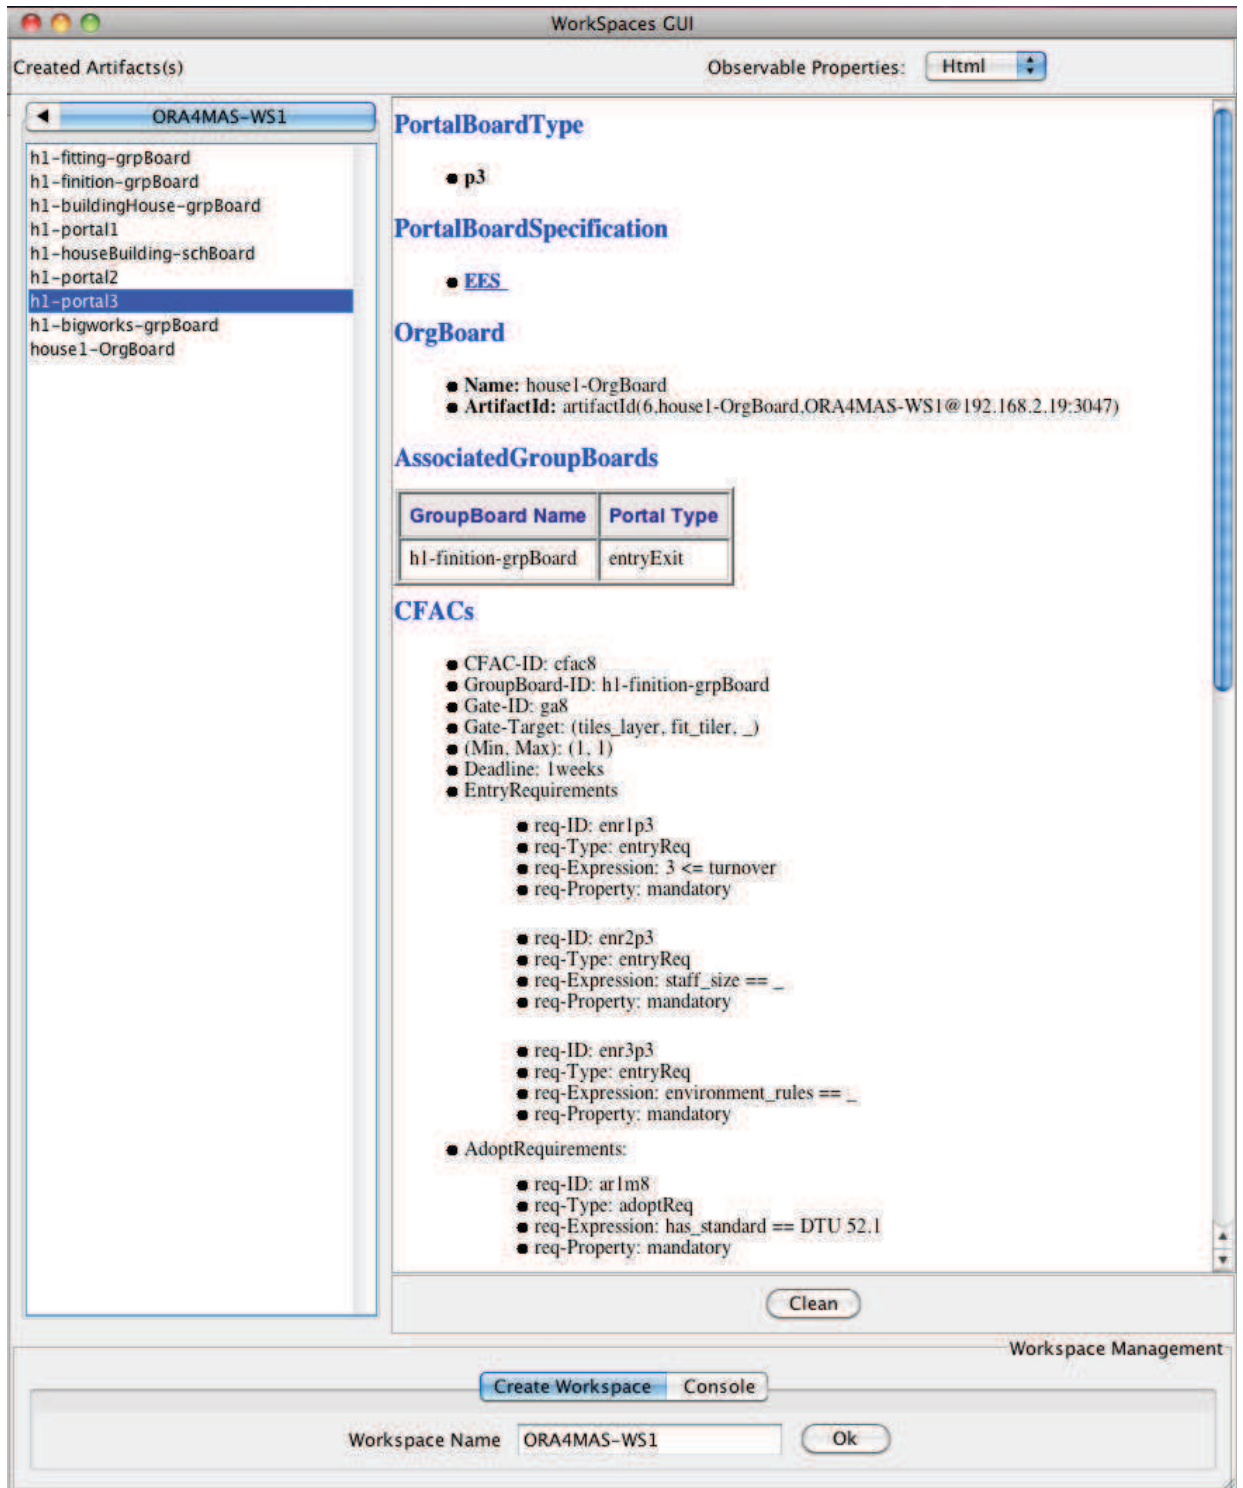 WorkSpaces GUI
Created Artifacts(s)
Observable Properties: Html
ORA4MAS-WS1
h1-fitting-grpBoard
h1-finition-grpBoard
h1-buildingHouse-grpBoard
h1-portal1
h1-houseBuilding-schBoard
h1-portal2
h1-portal3
h1-bigworks-grpBoard
house1-OrgBoard
PortalBoardType
p3
PortalBoardSpecification
EES_
OrgBoard
Name: house1-OrgBoard
ArtifactId: artifactId(6,house1-OrgBoard,ORA4MAS-WS1@192.168.2.19:3047)
AssociatedGroupBoards
GroupBoard Name Portal Type
h1-finition-grpBoard entryExit
CFACs
CFAC-ID: cfac8
GroupBoard-ID: h1-finition-grpBoard
Gate-ID: ga8
Gate-Target: (tiles_layer, fit_tiler, _)
(Min, Max): (1, 1)
Deadline: 1weeks
EntryRequirements
req-ID: enr1p3
req-Type: entryReq
req-Expression: 3 <= turnover
req-Property: mandatory
req-ID: enr2p3
req-Type: entryReq
req-Expression: staff_size == _
req-Property: mandatory
req-ID: enr3p3
req-Type: entryReq
req-Expression: environment_rules == _
req-Property: mandatory
AdoptRequirements:
req-ID: ar1m8
req-Type: adoptReq
req-Expression: has_standard == DTU 52.1
req-Property: mandatory
Clean
Workspace Management
Create Workspace Console
Workspace Name ORA4MAS-WS1 Ok